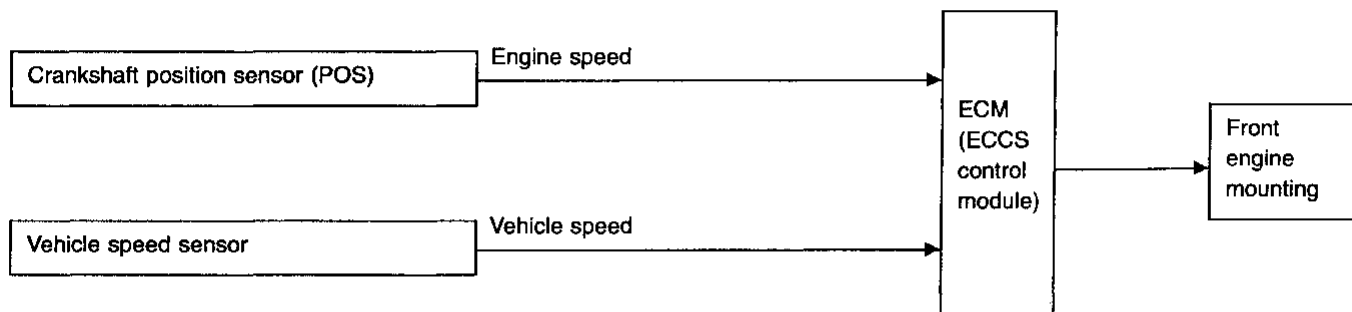 Crankshaft position sensor (POS)
Engine speed
Vehicle speed sensor
Vehicle speed
ECM
(ECCS
control
module)
Front
engine
mounting